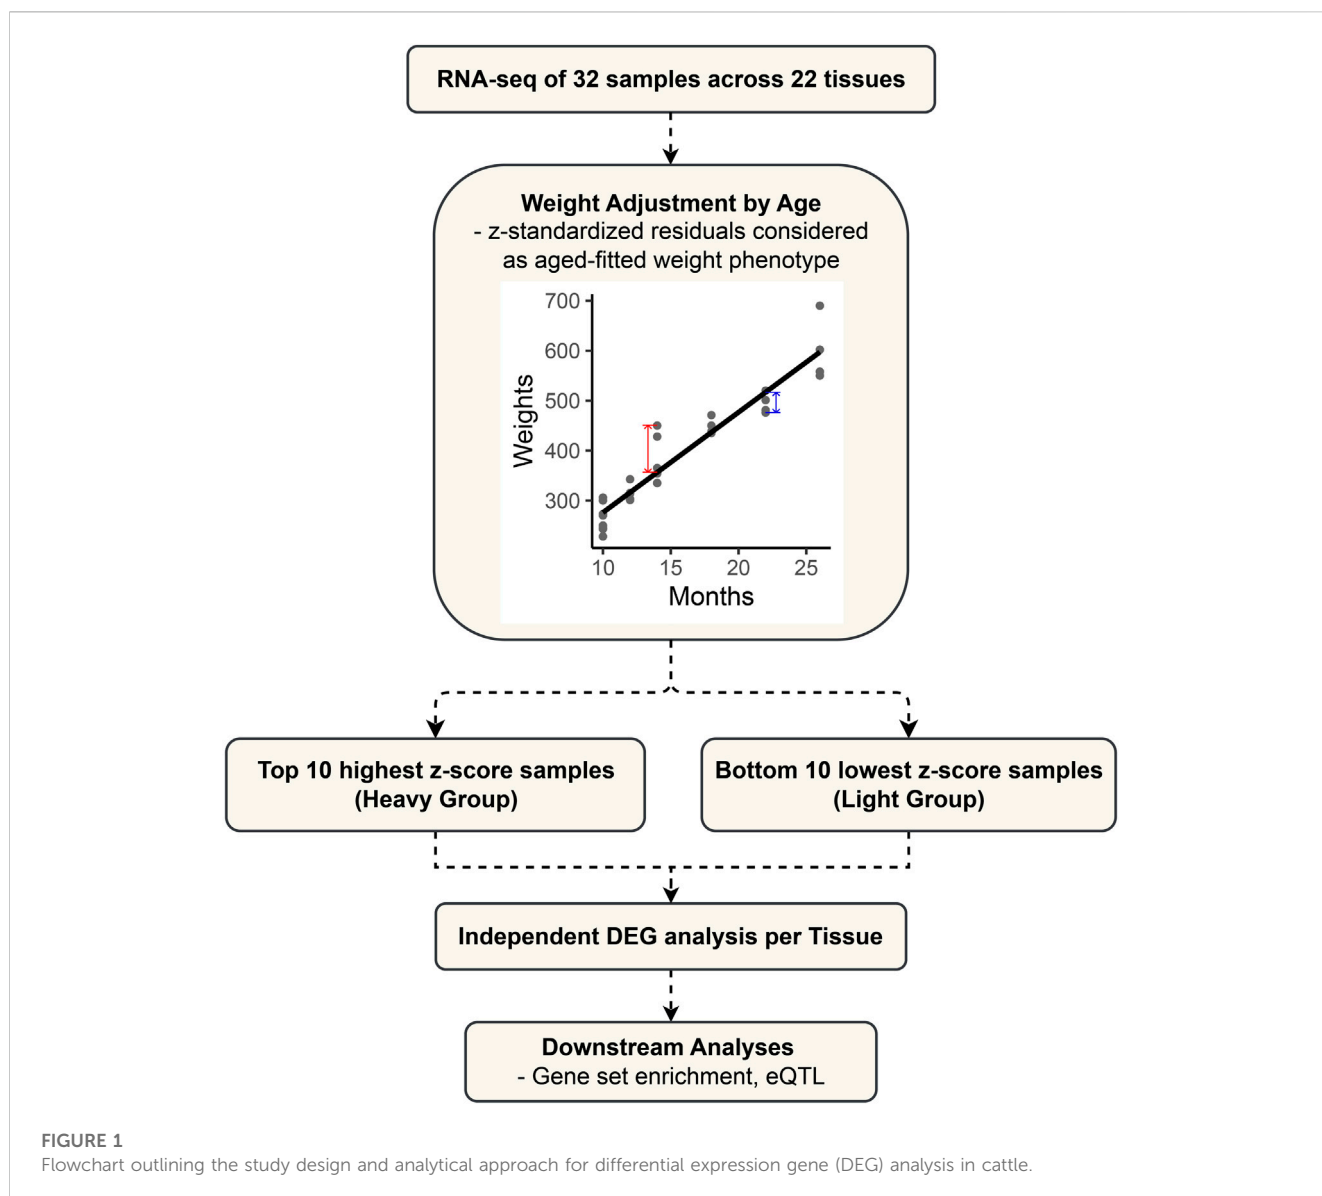 RNA-seq of 32 samples across 22 tissues
Weight Adjustment by Age
- z-standardized residuals considered
as aged-fitted weight phenotype
700
600
500
400
300
Weights
10 15 20 25
Months
Top 10 highest z-score samples
(Heavy Group)
Bottom 10 lowest z-score samples
(Light Group)
Independent DEG analysis per Tissue
Downstream Analyses
- Gene set enrichment, eQTL
FIGURE 1
Flowchart outlining the study design and analytical approach for differential expression gene (DEG) analysis in cattle.